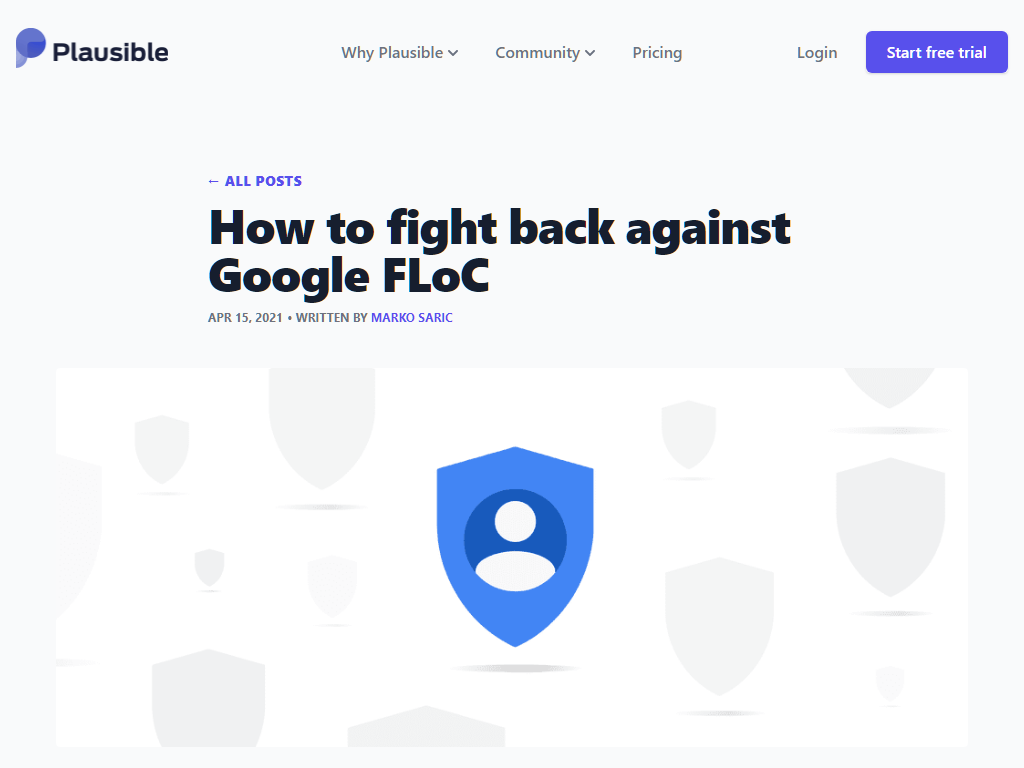 Plausible
Why Plausible
Community
Pricing
Login
Start free trial
← ALL POSTS
How to fight back against
Google FLoC
APR 15, 2021 • WRITTEN BY MARKO SARIC